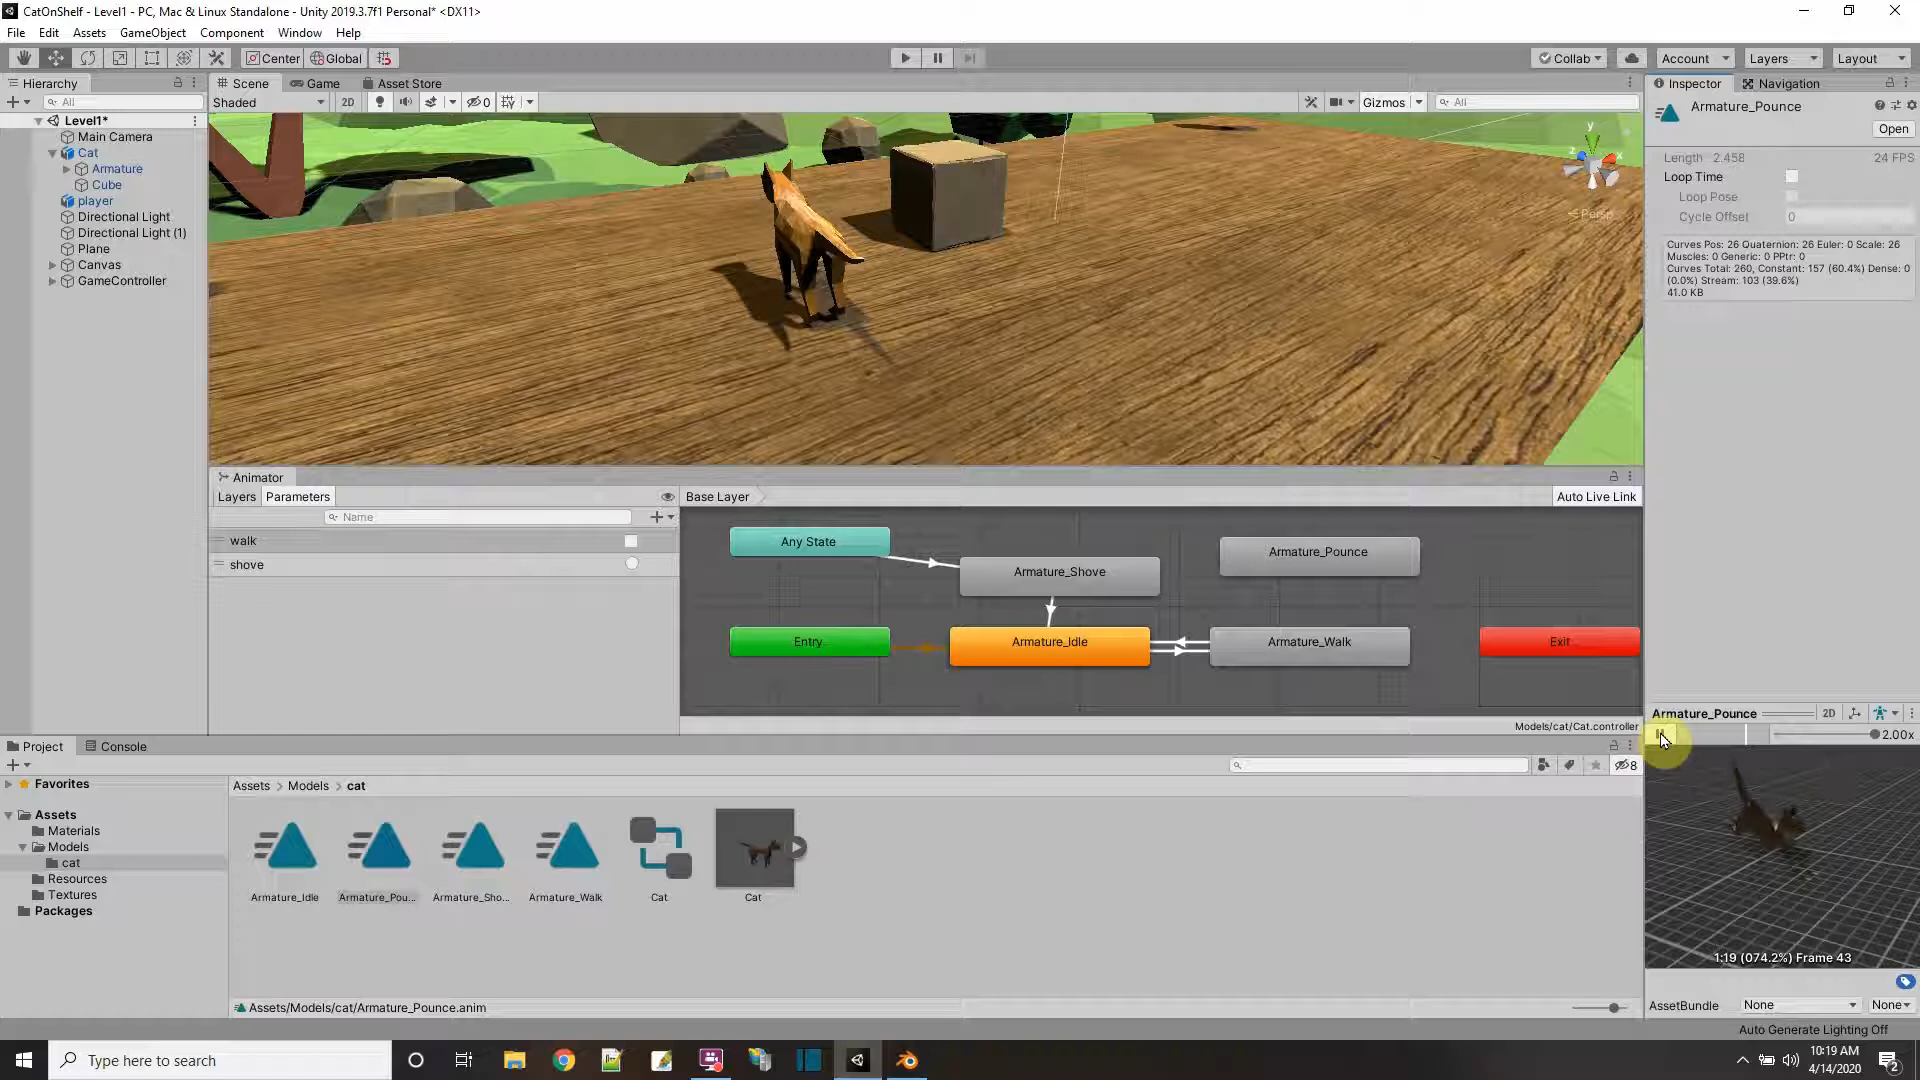 CatOnShelf - Level1 - PC, Mac & Linux Standalone - Unity 2019.3.7f1 Personal* <DX11>
File Edit Assets GameObject Component Window Help
Center Global
Collab Account Layers Layout
Hierarchy
All
Level1*
Main Camera
Cat
Armature
Cube
player
Directional Light
Directional Light (1)
Plane
Canvas
GameController
Scene Game Asset Store
Shaded 2D 0 Gizmos All
y
z x
Persp
Inspector Navigation
Armature_Pounce
Open
Length 2.458 24 FPS
Loop Time
Loop Pose
Cycle Offset 0
Curves Pos: 26 Quaternion: 26 Euler: 0 Scale: 26
Muscles: 0 Generic: 0 PPtr: 0
Curves Total: 260, Constant: 157 (60.4%) Dense: 0
(0.0%) Stream: 103 (39.6%)
41.0 KB
Animator
Layers Parameters
Base Layer
Auto Live Link
Name
walk
shove
Any State
Armature_Shove
Armature_Pounce
Entry
Armature_Idle
Armature_Walk
Exit
Models/cat/Cat.controller
Armature_Pounce 2D
2.00x
1:19 (074.2%) Frame 43
AssetBundle None None
Project Console
8
Favorites
Assets
Materials
Models
cat
Resources
Textures
Packages
Assets > Models > cat
Armature_Idle
Armature_Pou...
Armature_Sho...
Armature_Walk
Cat
Cat
Assets/Models/cat/Armature_Pounce.anim
Auto Generate Lighting Off
Type here to search
10:19 AM
4/14/2020
2